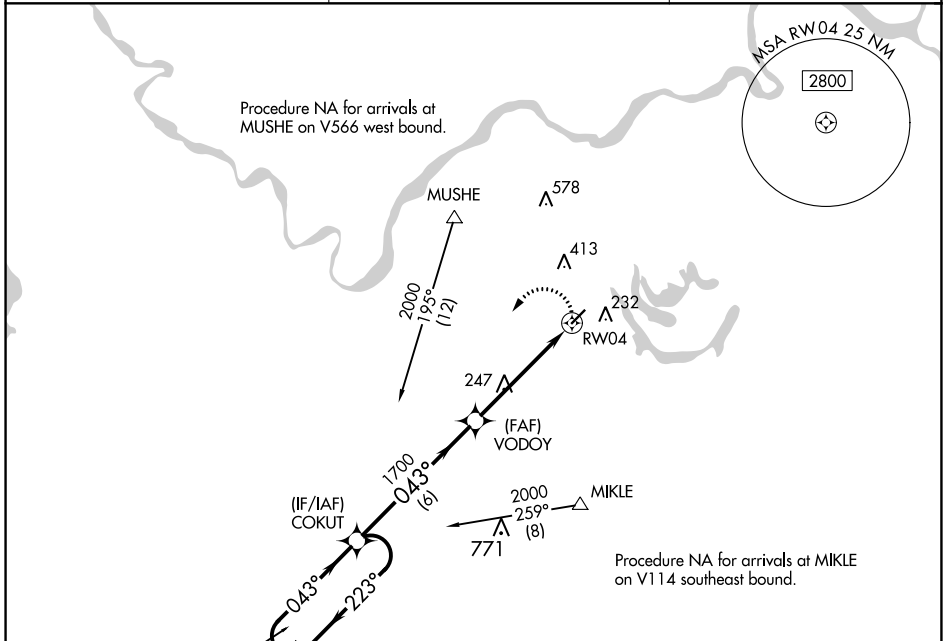 MSA RW04 25 NM
2800
Procedure NA for arrivals at
MUSHE on V566 west bound.
MUSHE
578
413
2000
195°
(12)
232
RW04
247
(FAF)
VODOY
1700
043°
(6)
(IF/IAF)
COKUT
2000
259°
(8)
MIKLE
771
Procedure NA for arrivals at MIKLE
on V114 southeast bound.
043°
223°